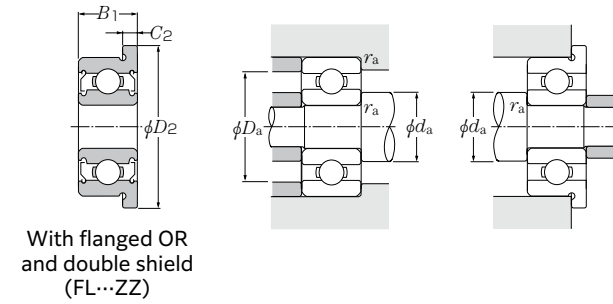 B1
C2
ϕD2
With flanged OR
and double shield
(FL⋯ZZ)
ra
ra
ϕDa
ϕda
ra
ϕda